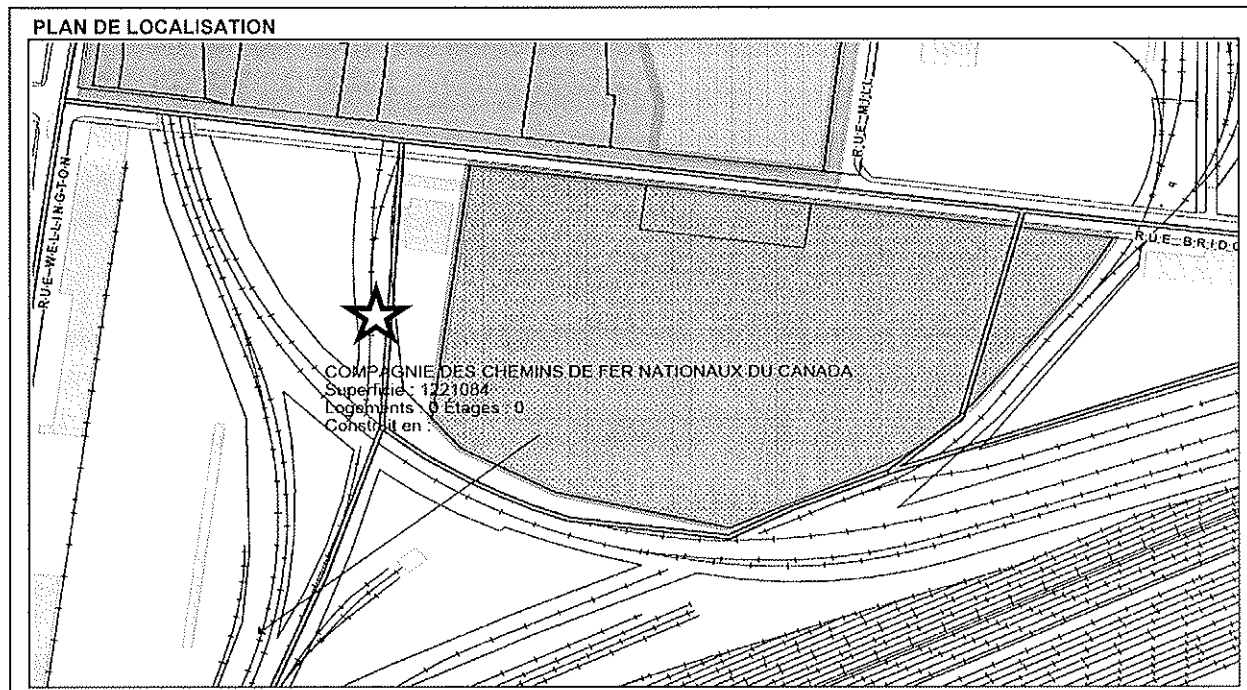 PLAN DE LOCALISATION
RUE MILL
RUE WELLINGTON
RUE BRIDG
COMPAGNIE DES CHEMINS DE FER NATIONAUX DU CANADA
Superficie : 1221084
Logements : 0 Étages : 0
Construit en :